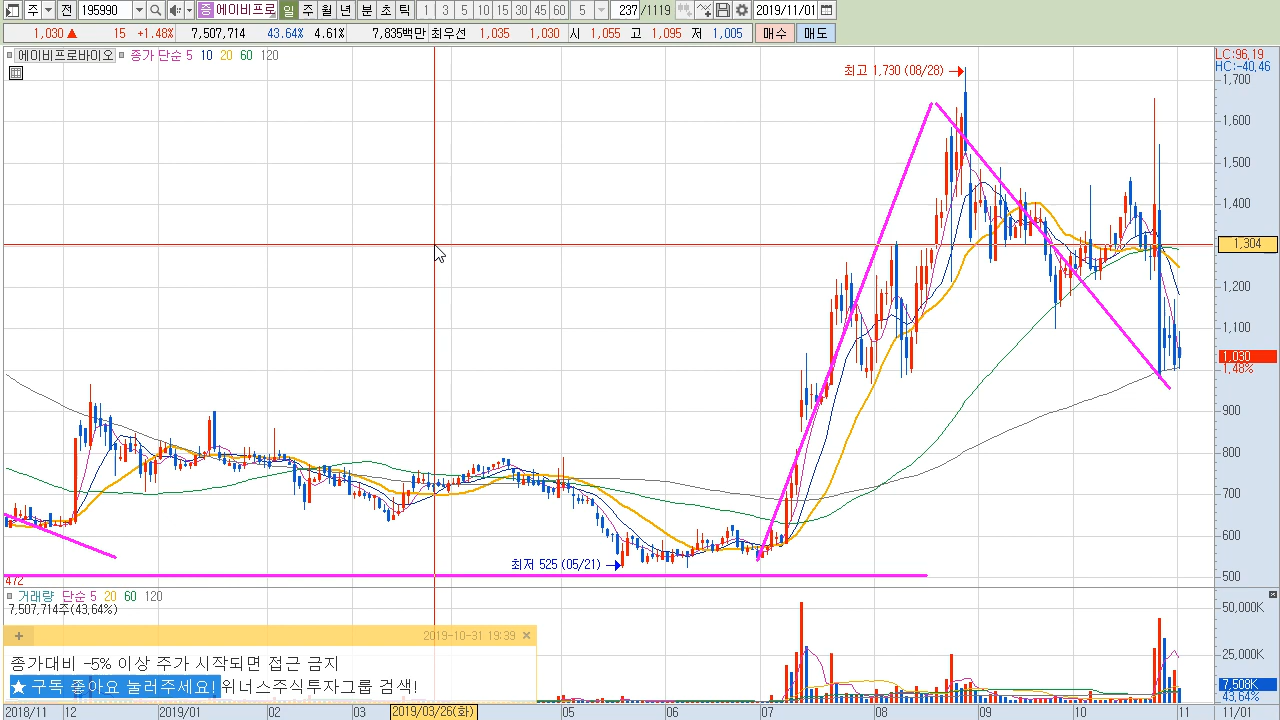 주 전 195990 종 에이비프로 일 주 월 년 분 초 틱 1 3 5 10 15 30 45 60 5 237 /1119 2019/11/01
1,030 ▲ 15 +1.48% 7,507,714 43.64% 4.61% 7,835백만 최우선 1,035 1,030 시 1,055 고 1,095 저 1,005 매수 매도
에이비프로바이오 종가 단순 5 10 20 60 120
LC:96.19
HC:-40.46
최고 1,730 (08/28)
1,700
1,600
1,500
1,400
1,304
1,200
1,100
1,030
1.48%
900
800
700
600
최저 525 (05/21)
500
472
거래량 단순 5 20 60 120
7,507,714주(43.64%)
50,000K
25,000K
7,508K
43.64%
+ 2019-10-31 19:39 ×
종가대비 -5% 이상 주가 시작되면 접근 금지
★ 구독 좋아요 눌러주세요! 위너스주식투자그를 검색!
2018/11 12 2019/01 02 03 2019/03/26(화) 05 06 07 08 09 10 11 11/01